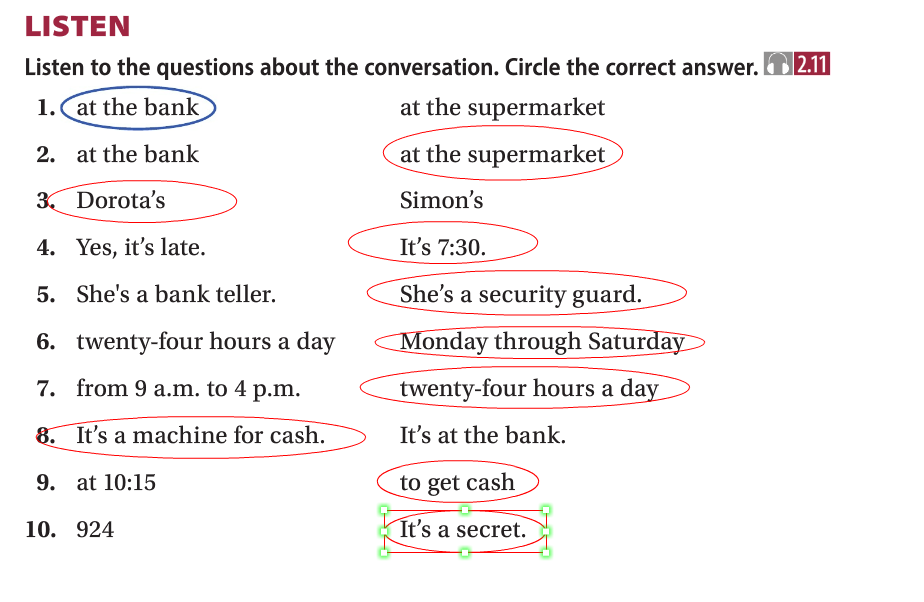 LISTEN
Listen to the questions about the conversation. Circle the correct answer. 2.11
1. at the bank at the supermarket
2. at the bank at the supermarket
3. Dorota’s Simon’s
4. Yes, it’s late. It’s 7:30.
5. She's a bank teller. She’s a security guard.
6. twenty-four hours a day Monday through Saturday
7. from 9 a.m. to 4 p.m. twenty-four hours a day
8. It’s a machine for cash. It’s at the bank.
9. at 10:15 to get cash
10. 924 It’s a secret.